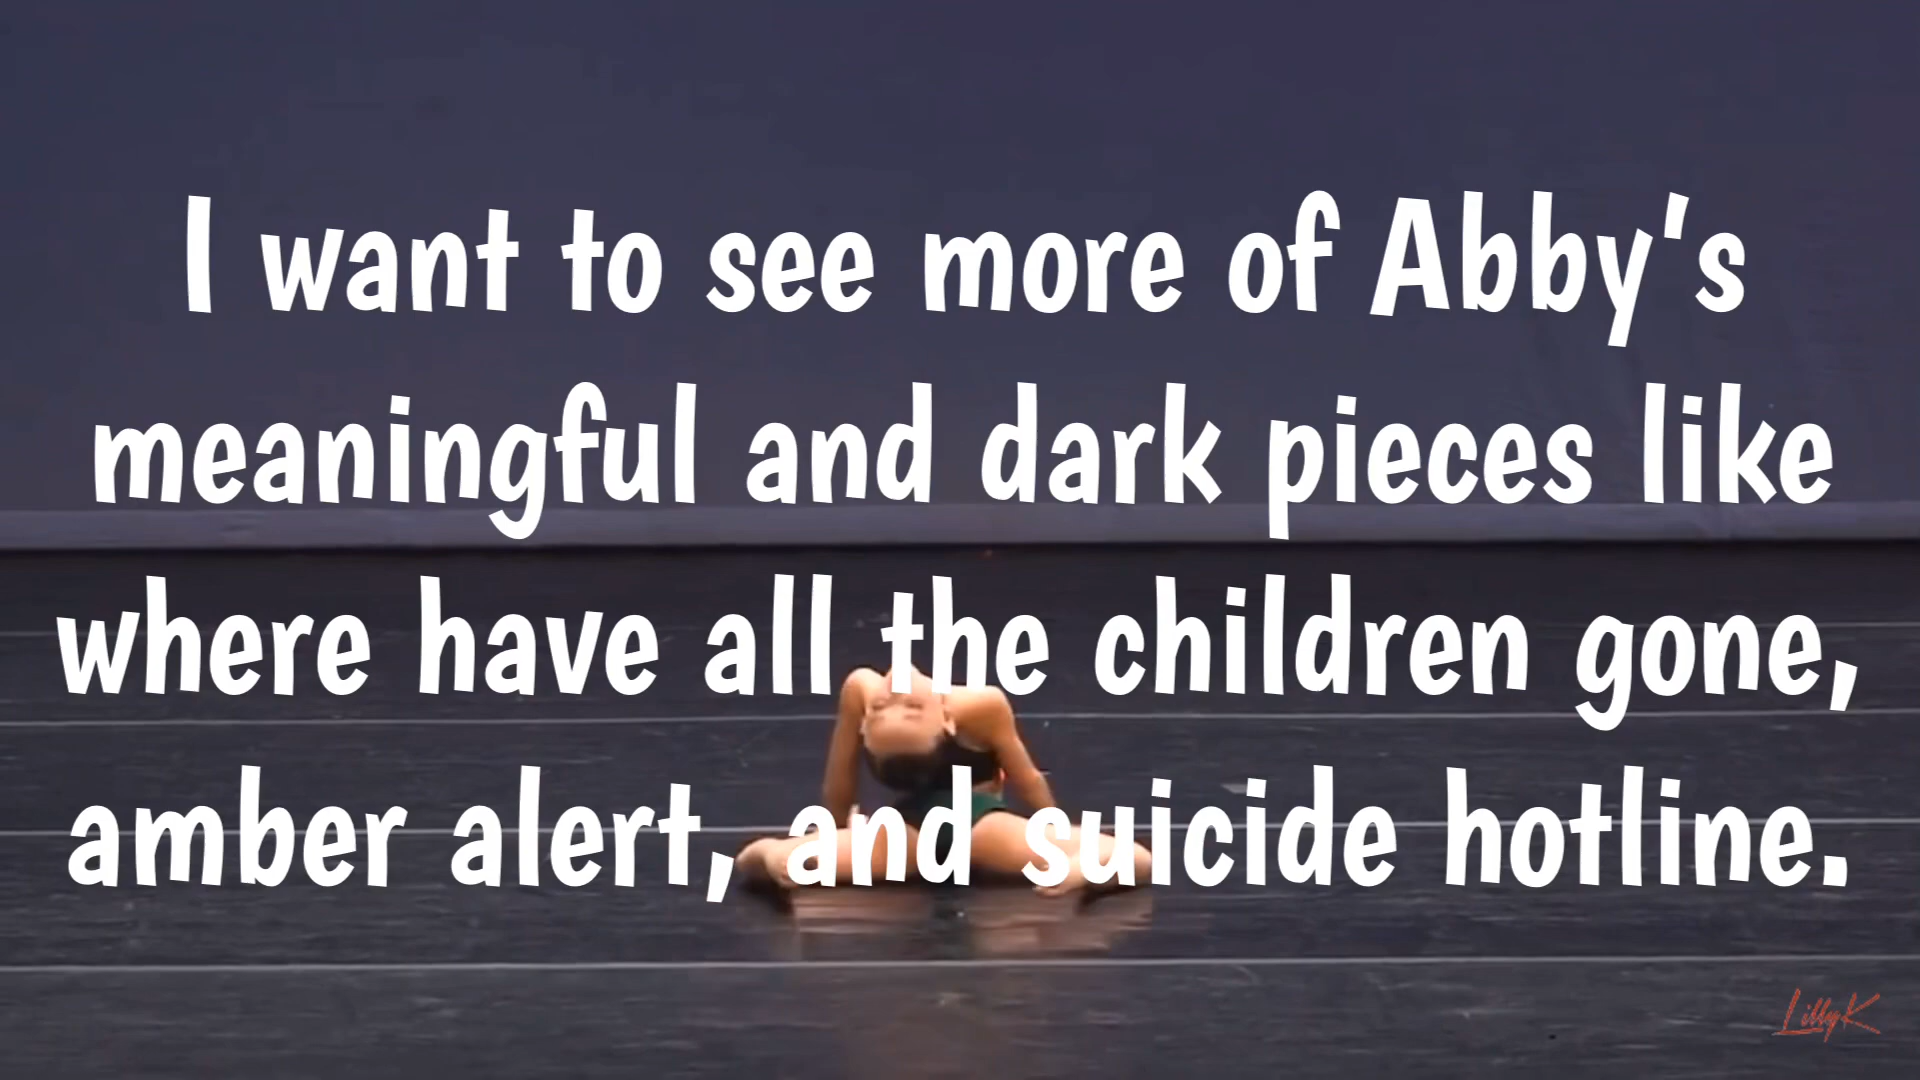 I want to see more of Abby's
meaningful and dark pieces like
where have all the children gone,
amber alert, and suicide hotline.
LillyK